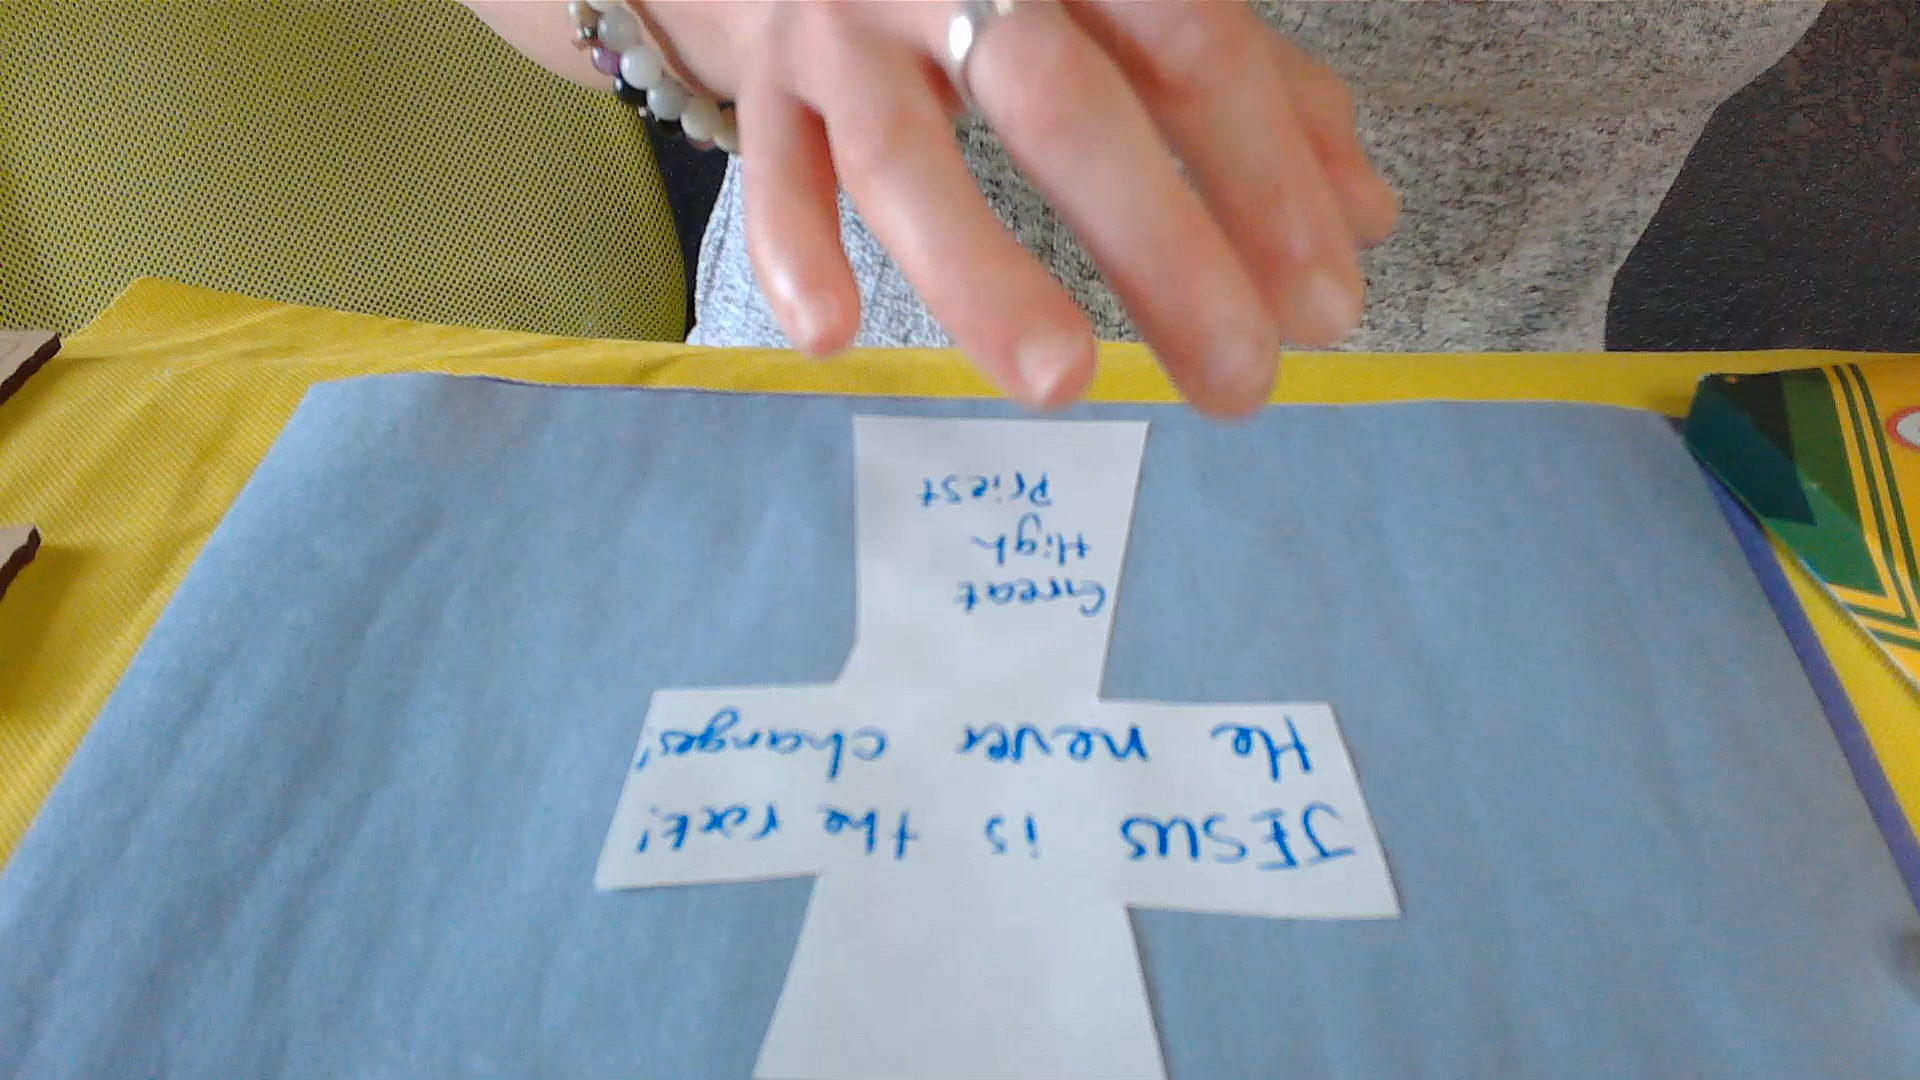 JESUS is the rock!
He never changes!
Great
High
Priest